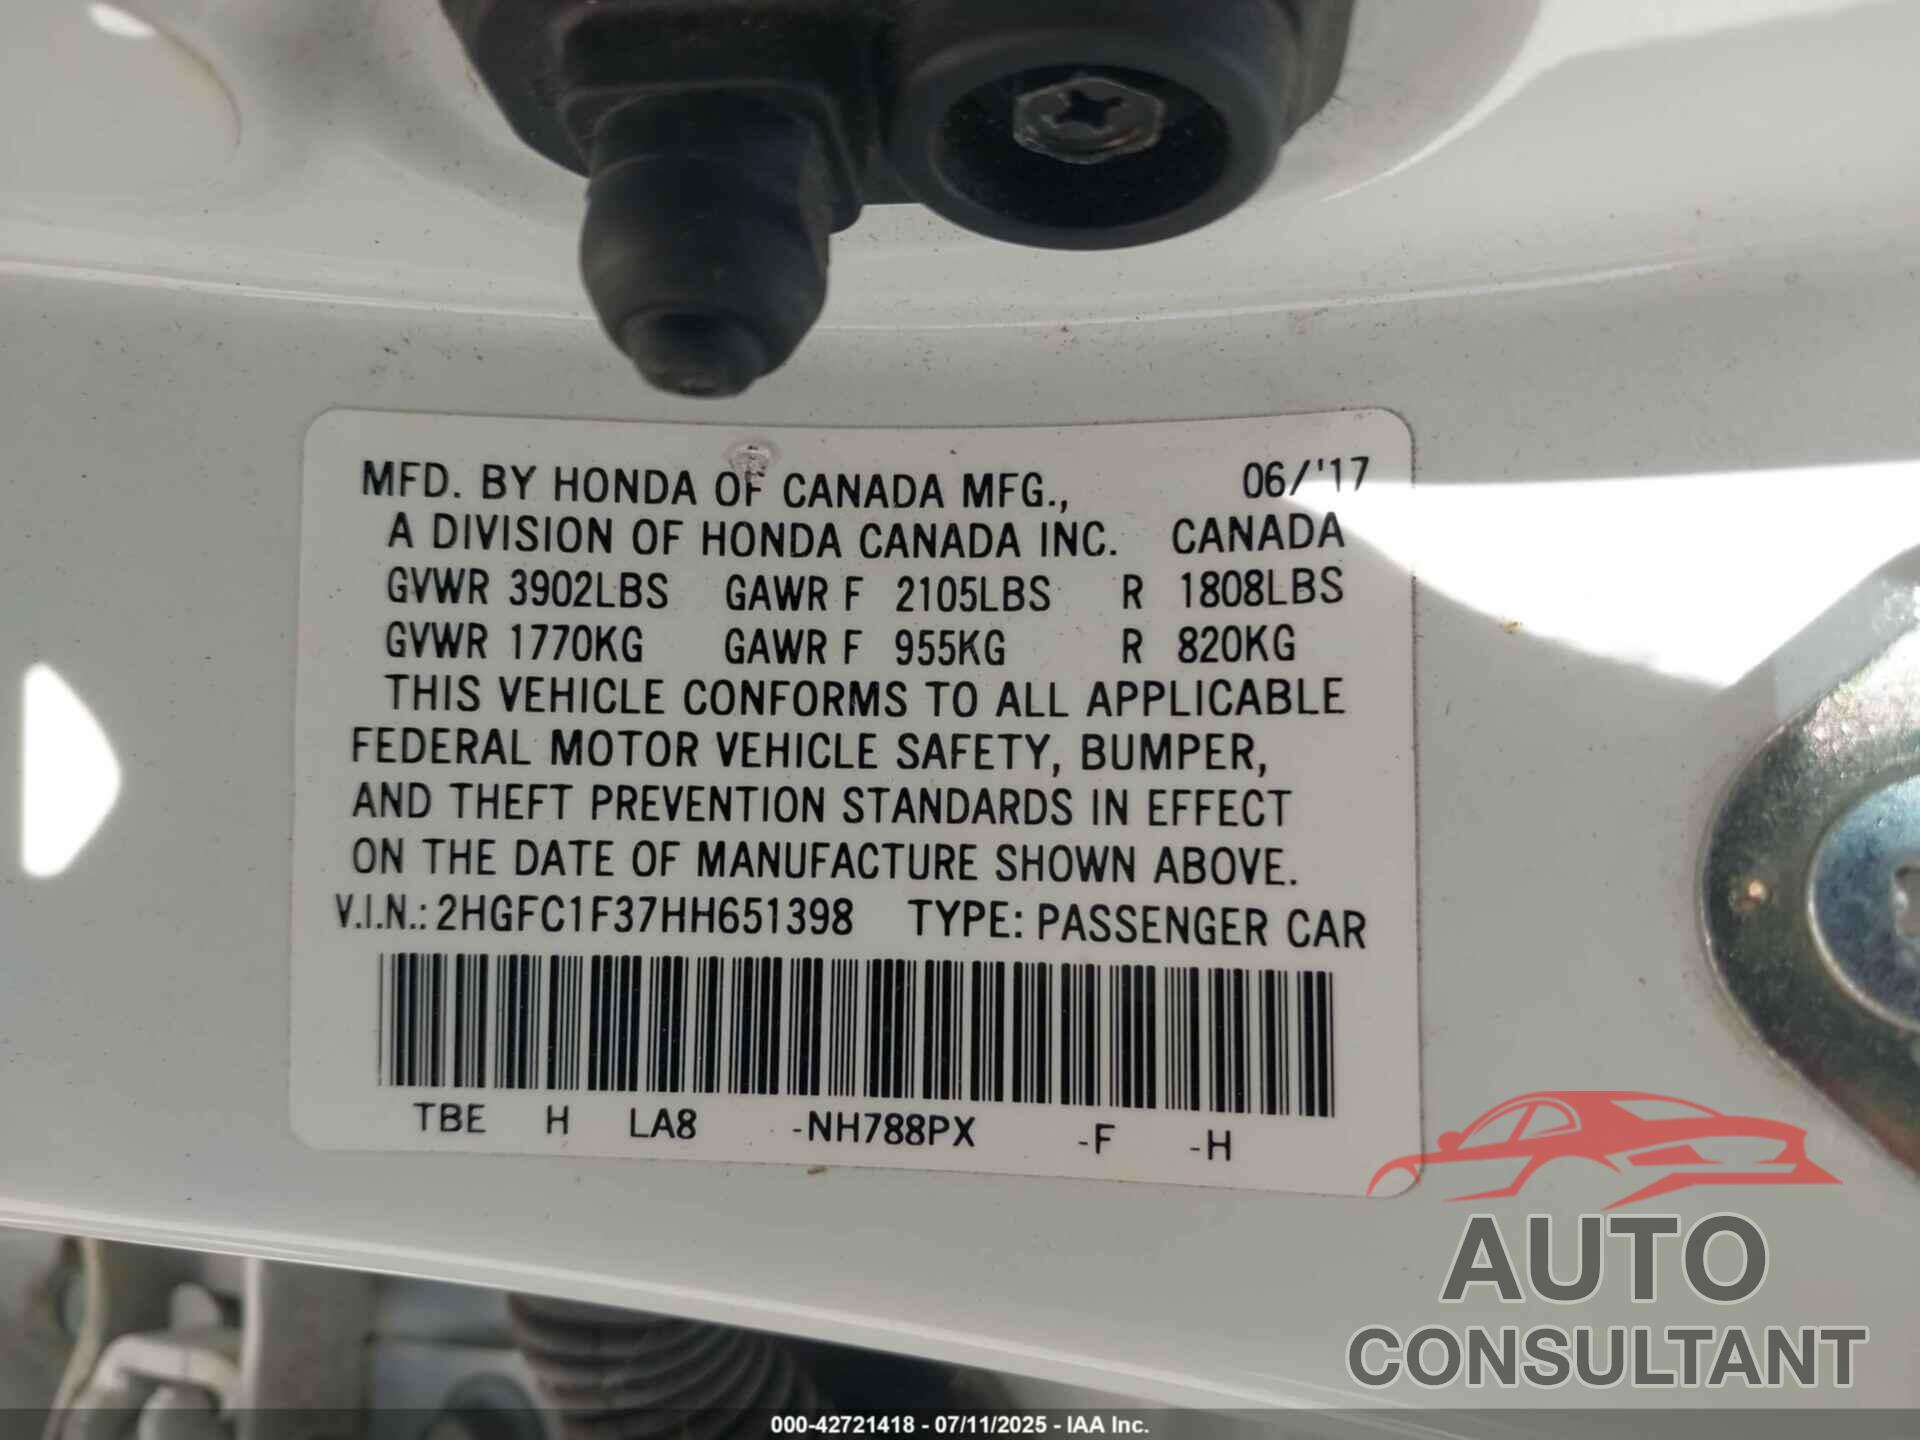 MFD. BY HONDA OF CANADA MFG., 06/'17
A DIVISION OF HONDA CANADA INC. CANADA
GVWR 3902LBS GAWR F 2105LBS R 1808LBS
GVWR 1770KG GAWR F 955KG R 820KG
THIS VEHICLE CONFORMS TO ALL APPLICABLE
FEDERAL MOTOR VEHICLE SAFETY, BUMPER,
AND THEFT PREVENTION STANDARDS IN EFFECT
ON THE DATE OF MANUFACTURE SHOWN ABOVE.
V.I.N.: 2HGFC1F37HH651398 TYPE: PASSENGER CAR
TBE H LA8 -NH788PX -F -H
AUTO
CONSULTANT
000-42721418 - 07/11/2025 - IAA Inc.